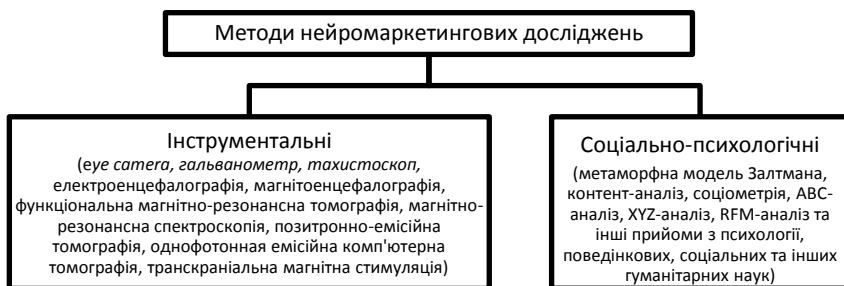 Методи нейромаркетингових досліджень
Інструментальні
(eye camera, гальванометр, тахистоскоп,
електроенцефалографія, магнітоенцефалографія,
функціональна магнітно-резонансна томографія, магнітно-
резонансна спектроскопія, позитронно-емісійна
томографія, однофотонна емісійна комп'ютерна
томографія, транскраніальна магнітна стимуляція)
Соціально-психологічні
(метаморфна модель Залтмана,
контент-аналіз, соціометрія, АВС-
аналіз, XYZ-аналіз, RFM-аналіз та
інші прийоми з психології,
поведінкових, соціальних та інших
гуманітарних наук)